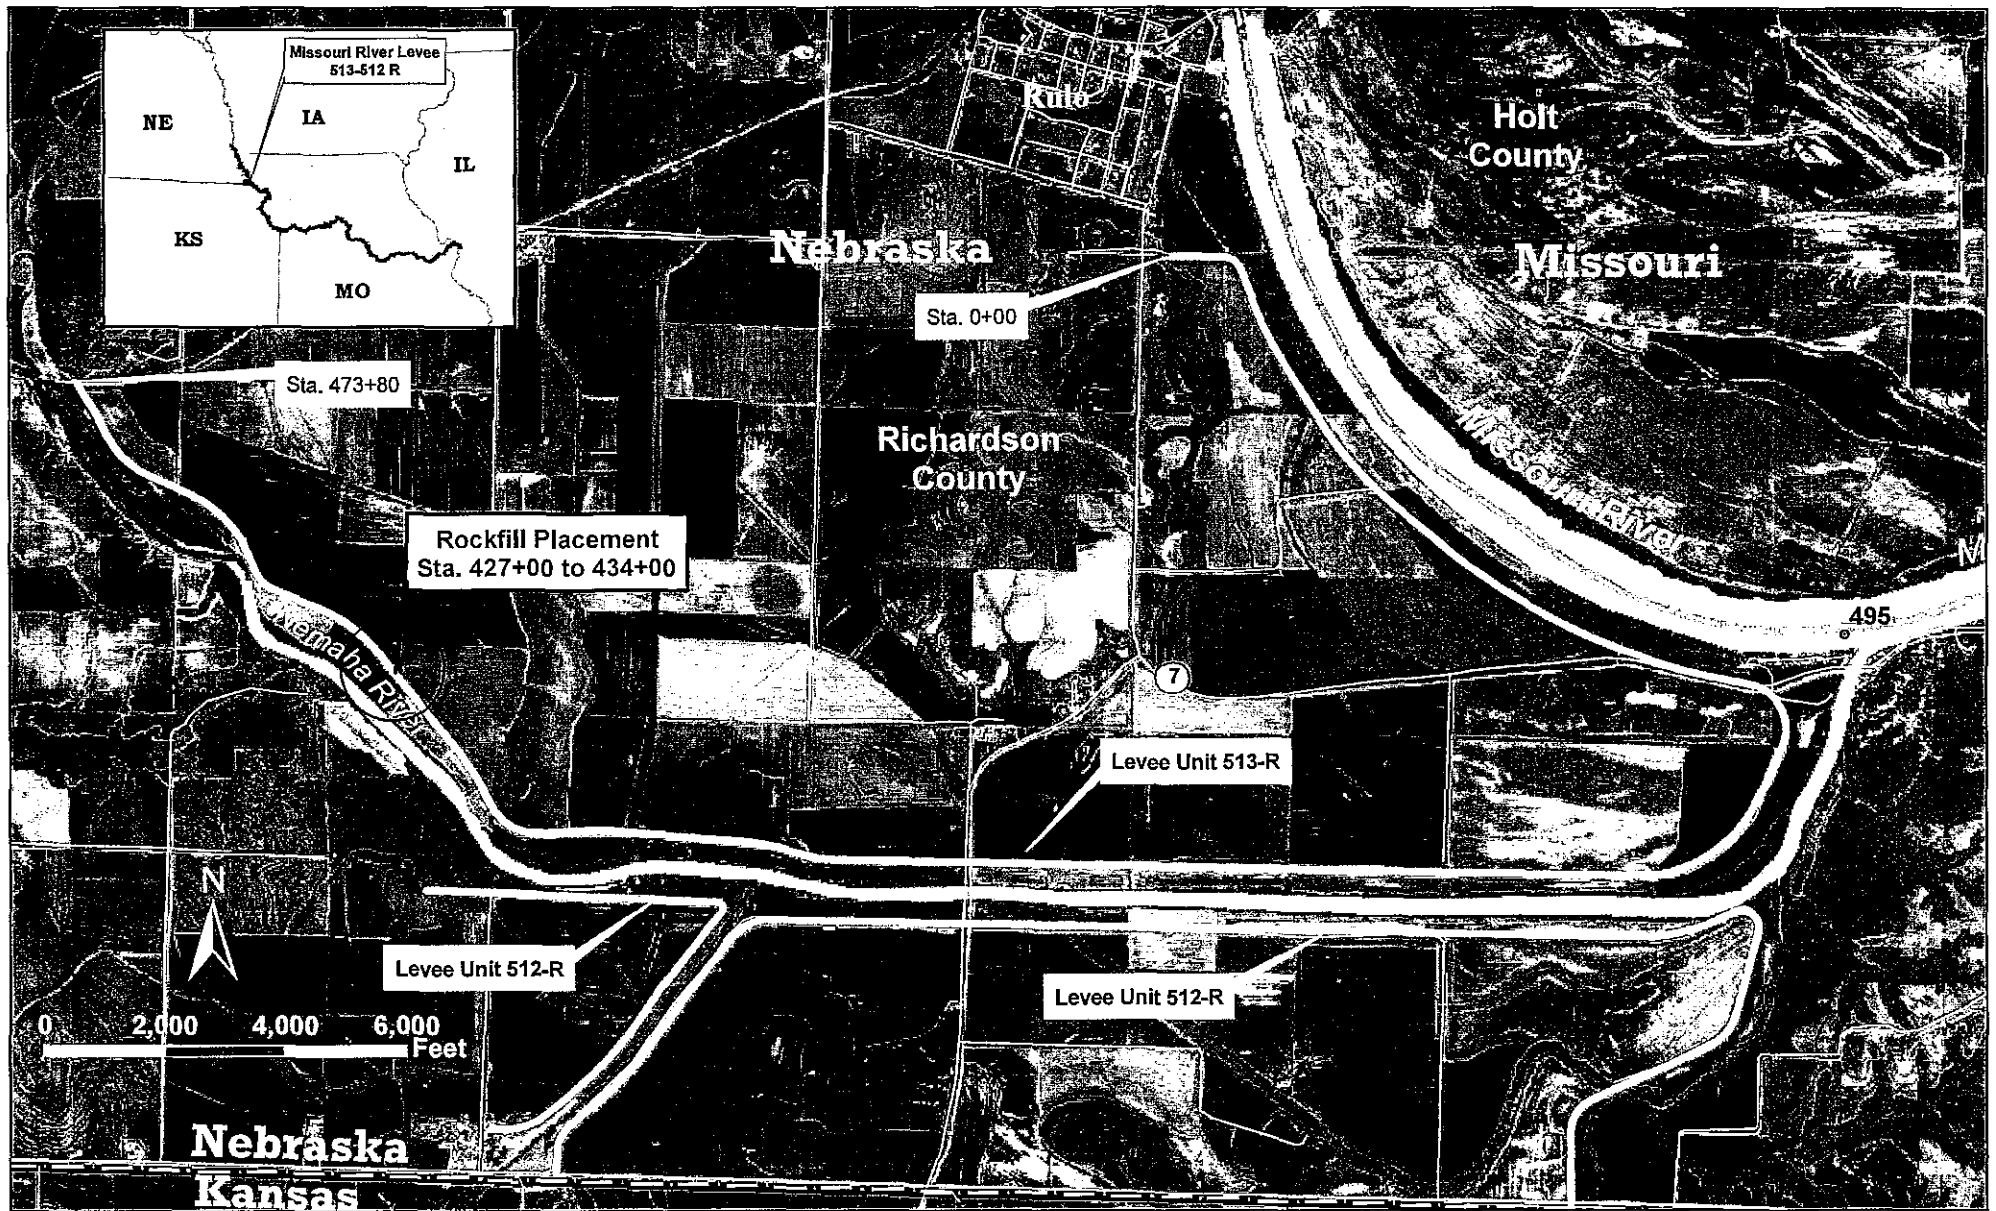 Missouri River Levee
513-512 R
NE
IA
IL
KS
MO
Rulo
Holt
County
Nebraska
Missouri
Sta. 0+00
Sta. 473+80
Richardson
County
Missouri River
Rockfill Placement
Sta. 427+00 to 434+00
M
495
Nemaha River
7
Levee Unit 513-R
N
Levee Unit 512-R
Levee Unit 512-R
0 2,000 4,000 6,000
Feet
Nebraska
Kansas